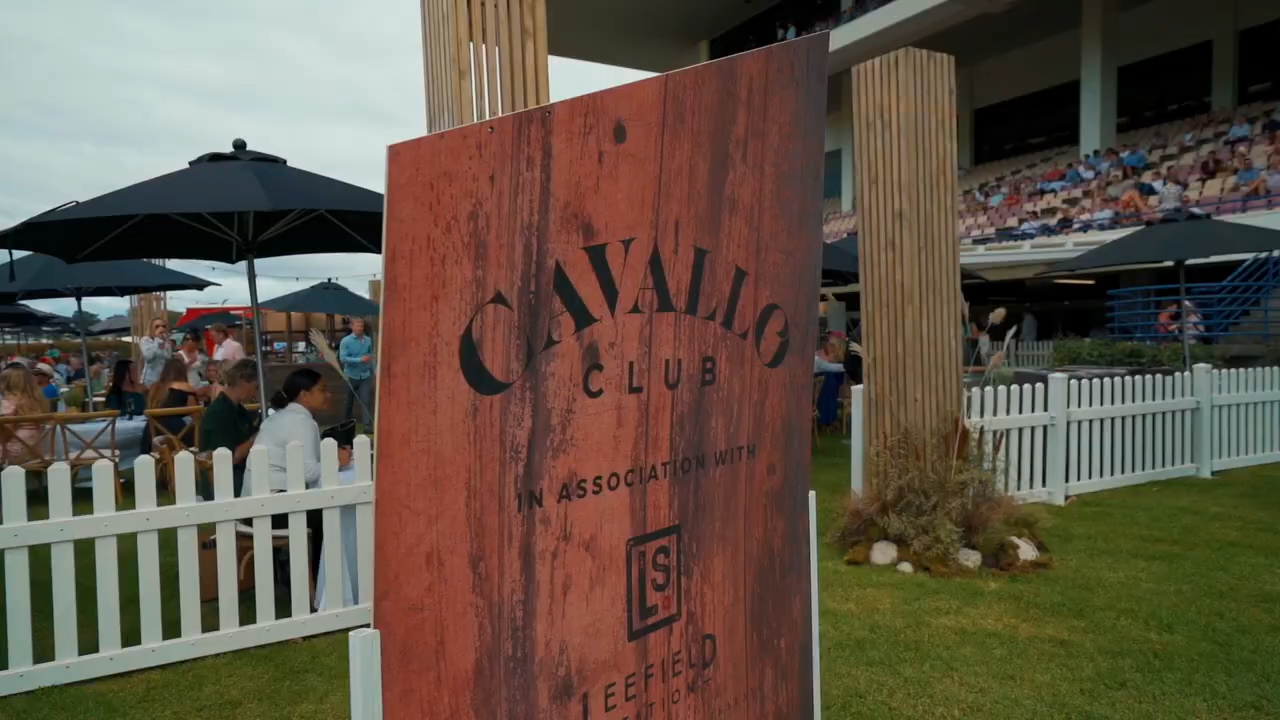 CAVALLO
CLUB
IN ASSOCIATION WITH
LS
LEEFIELD